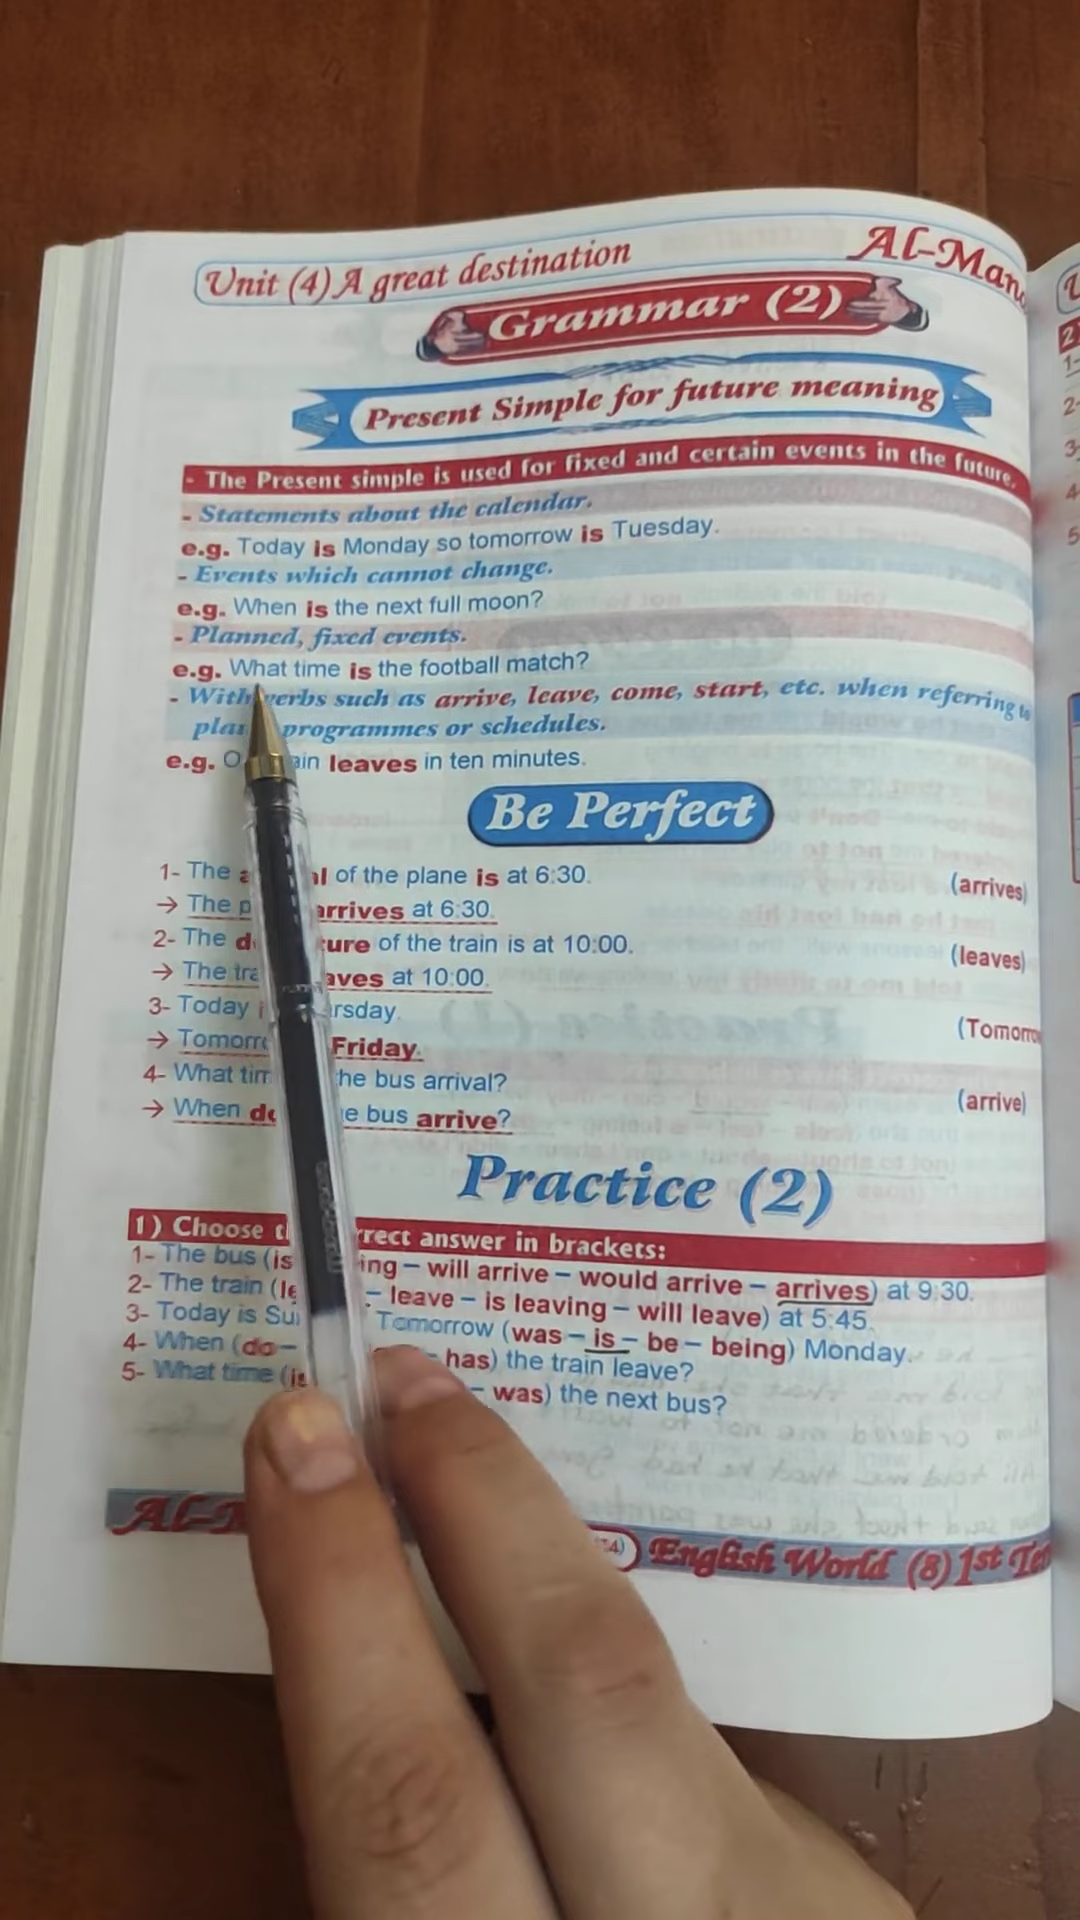 Unit (4) A great destination
Al-Man
Grammar (2)
Present Simple for future meaning
- The Present simple is used for fixed and certain events in the future.
- Statements about the calendar.
e.g. Today is Monday so tomorrow is Tuesday.
- Events which cannot change.
e.g. When is the next full moon?
- Planned, fixed events.
e.g. What time is the football match?
- With verbs such as arrive, leave, come, start, etc. when referring to
programmes or schedules.
e.g. leaves in ten minutes.
Be Perfect
1- The of the plane is at 6:30. (arrives)
→ The arrives at 6:30.
2- The of the train is at 10:00. (leaves)
→ The at 10:00.
3- Today (Tomorrow
→ Friday.
4- What the bus arrival? (arrive)
→ When bus arrive?
Practice (2)
1) Choose correct answer in brackets:
1- The bus (is – will arrive – would arrive – arrives) at 9:30.
2- The train ( – leave – is leaving – will leave) at 5:45.
3- Today is Tomorrow (was – is – be – being) Monday.
4- When (do – – has) the train leave?
5- What time (is – was) the next bus?
English World (8) 1st